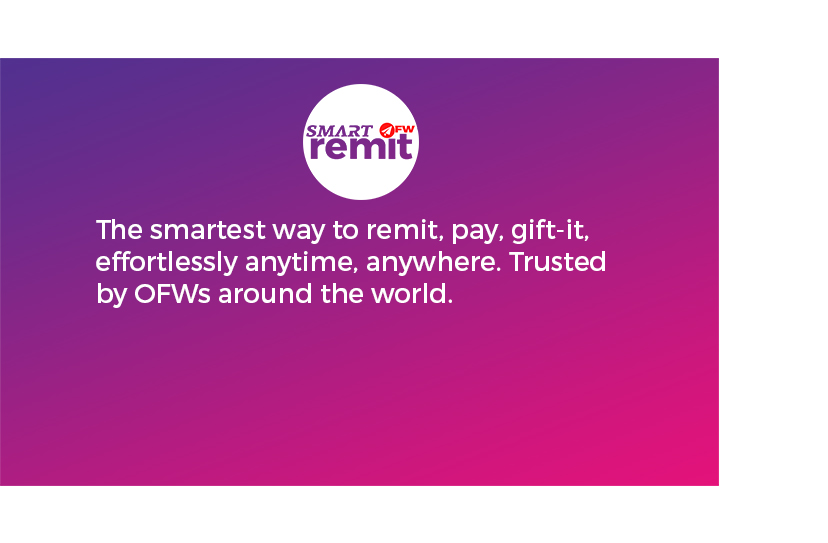 SMART OFW
remit
The smartest way to remit, pay, gift-it,
effortlessly anytime, anywhere. Trusted
by OFWs around the world.